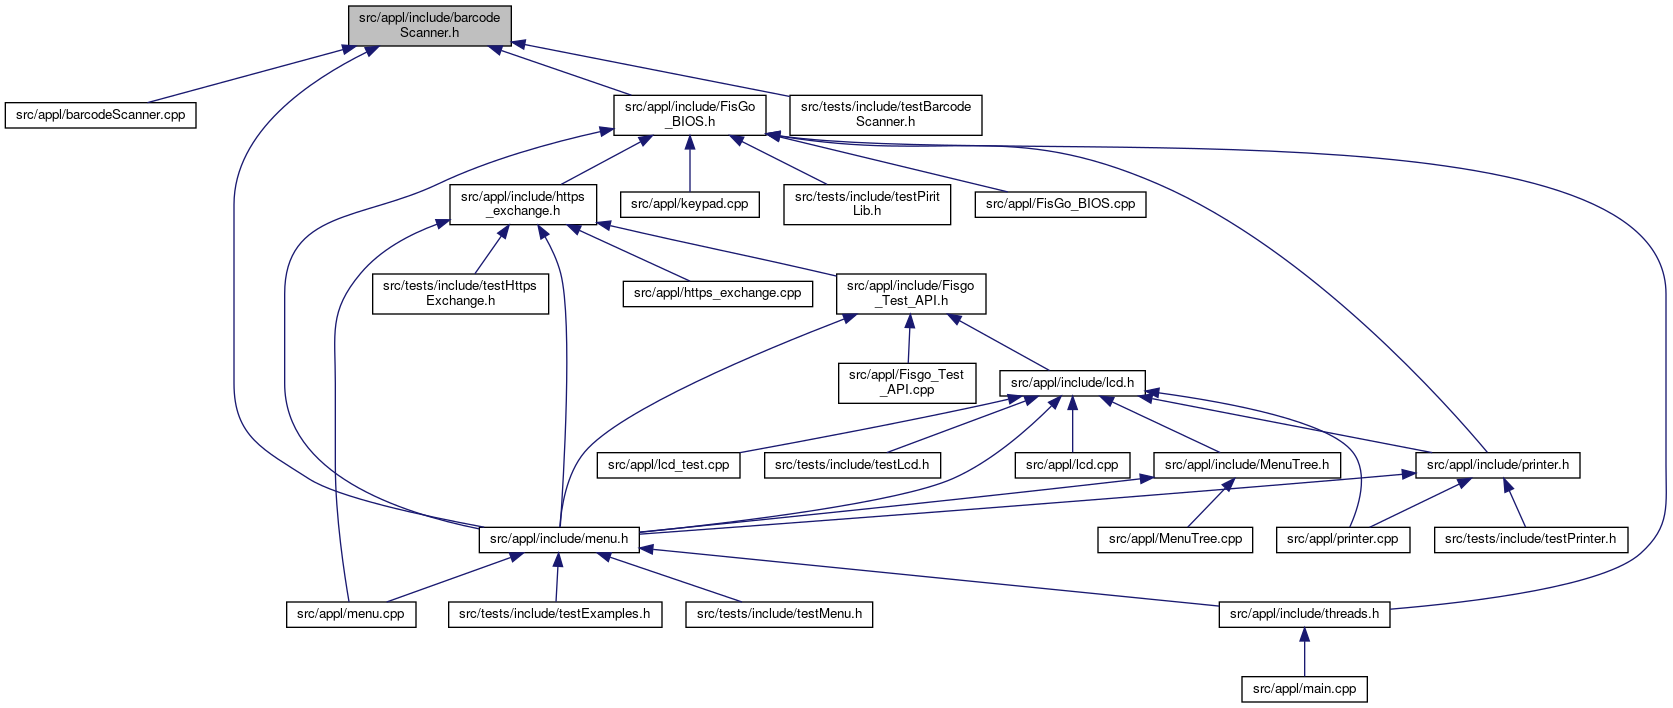 src/appl/include/barcode
Scanner.h
src/appl/barcodeScanner.cpp
src/appl/include/FisGo
_BIOS.h
src/tests/include/testBarcode
Scanner.h
src/appl/include/https
_exchange.h
src/appl/keypad.cpp
src/tests/include/testPirit
Lib.h
src/appl/FisGo_BIOS.cpp
src/tests/include/testHttps
Exchange.h
src/appl/https_exchange.cpp
src/appl/include/Fisgo
_Test_API.h
src/appl/Fisgo_Test
_API.cpp
src/appl/include/lcd.h
src/appl/lcd_test.cpp
src/tests/include/testLcd.h
src/appl/lcd.cpp
src/appl/include/MenuTree.h
src/appl/include/printer.h
src/appl/include/menu.h
src/appl/MenuTree.cpp
src/appl/printer.cpp
src/tests/include/testPrinter.h
src/appl/menu.cpp
src/tests/include/testExamples.h
src/tests/include/testMenu.h
src/appl/include/threads.h
src/appl/main.cpp